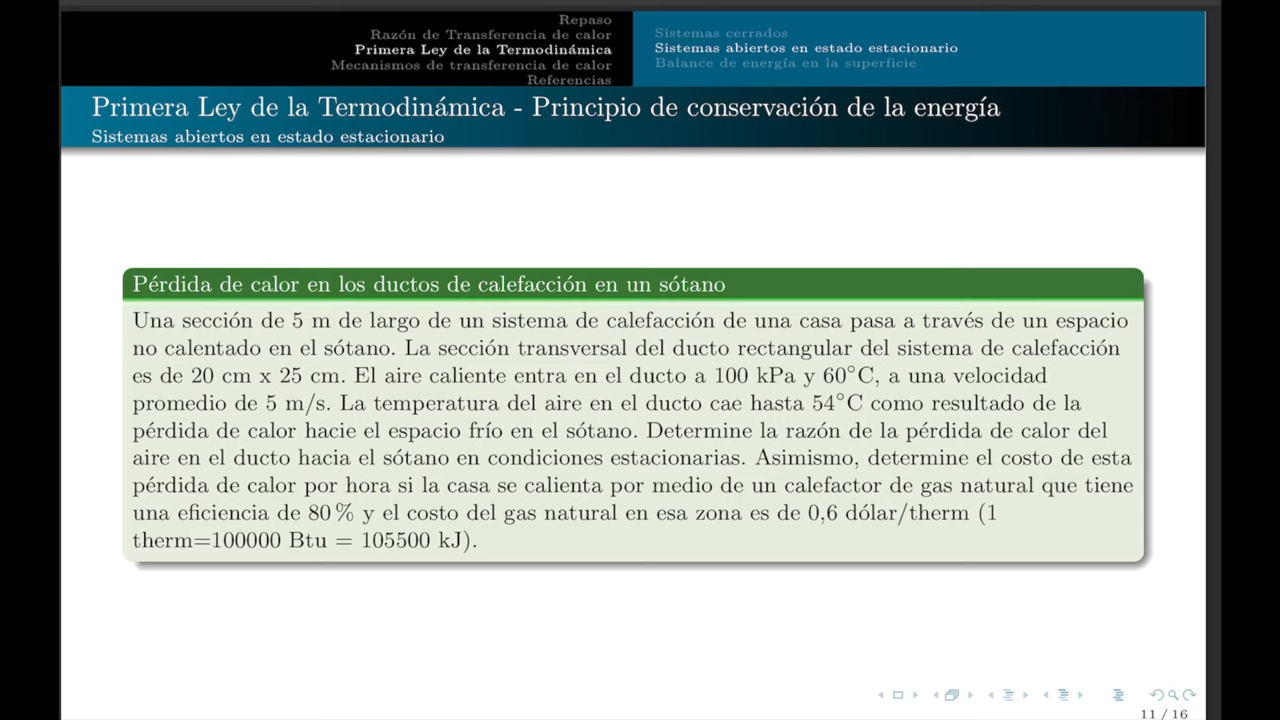 Repaso
Razón de Transferencia de calor
Primera Ley de la Termodinámica
Mecanismos de transferencia de calor
Referencias
Sistemas cerrados
Sistemas abiertos en estado estacionario
Balance de energía en la superficie
Primera Ley de la Termodinámica - Principio de conservación de la energía
Sistemas abiertos en estado estacionario
Pérdida de calor en los ductos de calefacción en un sótano
Una sección de 5 m de largo de un sistema de calefacción de una casa pasa a través de un espacio
no calentado en el sótano. La sección transversal del ducto rectangular del sistema de calefacción
es de 20 cm x 25 cm. El aire caliente entra en el ducto a 100 kPa y 60°C, a una velocidad
promedio de 5 m/s. La temperatura del aire en el ducto cae hasta 54°C como resultado de la
pérdida de calor hacie el espacio frío en el sótano. Determine la razón de la pérdida de calor del
aire en el ducto hacia el sótano en condiciones estacionarias. Asimismo, determine el costo de esta
pérdida de calor por hora si la casa se calienta por medio de un calefactor de gas natural que tiene
una eficiencia de 80 % y el costo del gas natural en esa zona es de 0,6 dólar/therm (1
therm=100000 Btu = 105500 kJ).
11 / 16